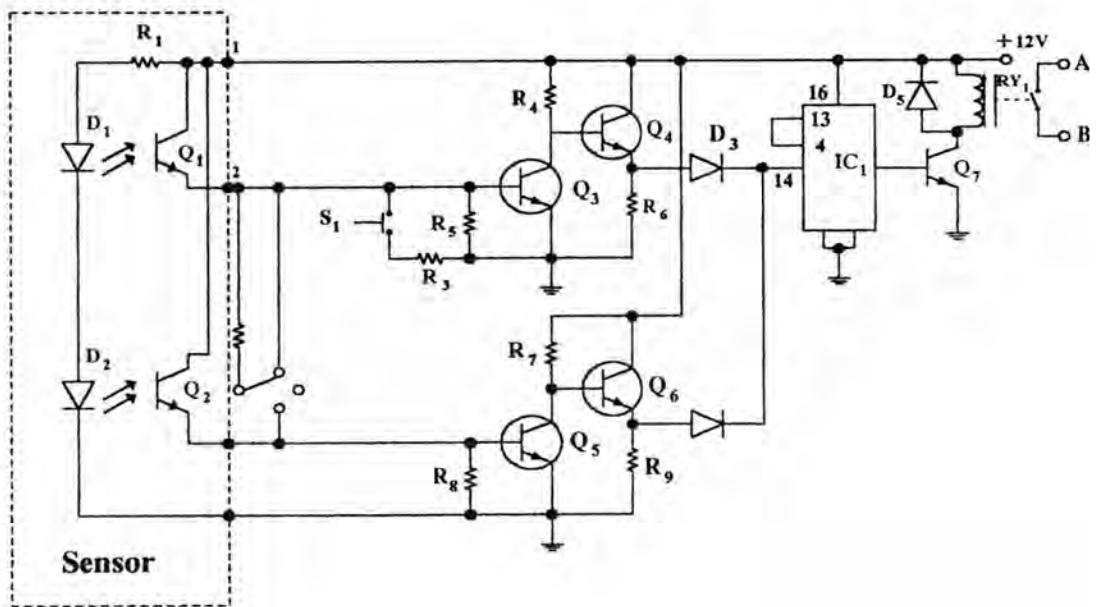 R1
1
+12V
A
16
D5
RY1
R4
13
Q4
D3
D1
Q1
4
B
2
IC1
14
Q7
Q3
S1
R5
R6
R3
R7
D2
Q2
Q6
Q5
R8
R9
Sensor